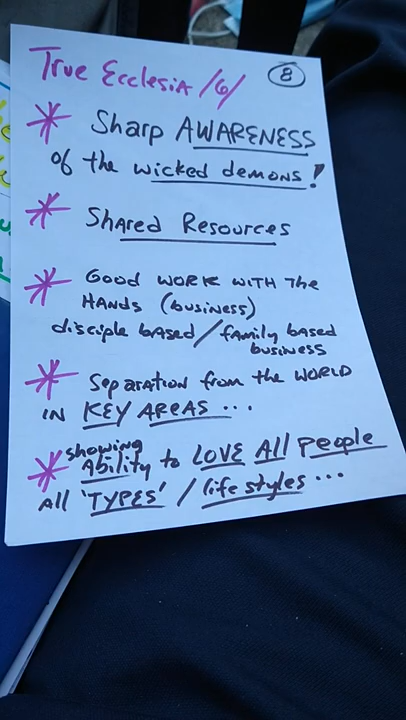 True Ecclesia /6/ 8
* Sharp AWARENESS
of the wicked demons!
* Shared Resources
* Good WORK WITH The
HANDS (business)
disciple based/family based
business
* Separation from the WORLD
IN KEY AREAS...
* showing
Ability to LOVE All People
All 'TYPES' / lifestyles...